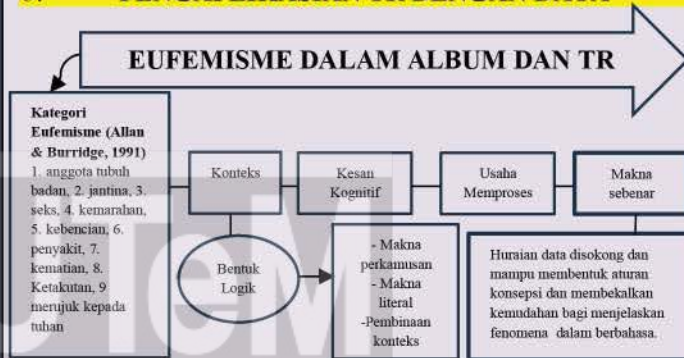 EUFEMISME DALAM ALBUM DAN TR
Kategori
Eufemisme (Allan
& Burridge, 1991)
1. anggota tubuh
badan, 2. jantina, 3.
seks, 4. kemarahan,
5. kebencian, 6.
penyakit, 7.
kematian, 8.
Ketakutan, 9
merujuk kepada
tuhan
Konteks
Kesan
Kognitif
Usaha
Memproses
Makna
sebenar
Bentuk
Logik
- Makna
perkamusan
- Makna
literal
-Pembinaan
konteks
Huraian data disokong dan
mampu membentuk aturan
konsepsi dan membekalkan
kemudahan bagi menjelaskan
fenomena dalam berbahasa.
UTeM